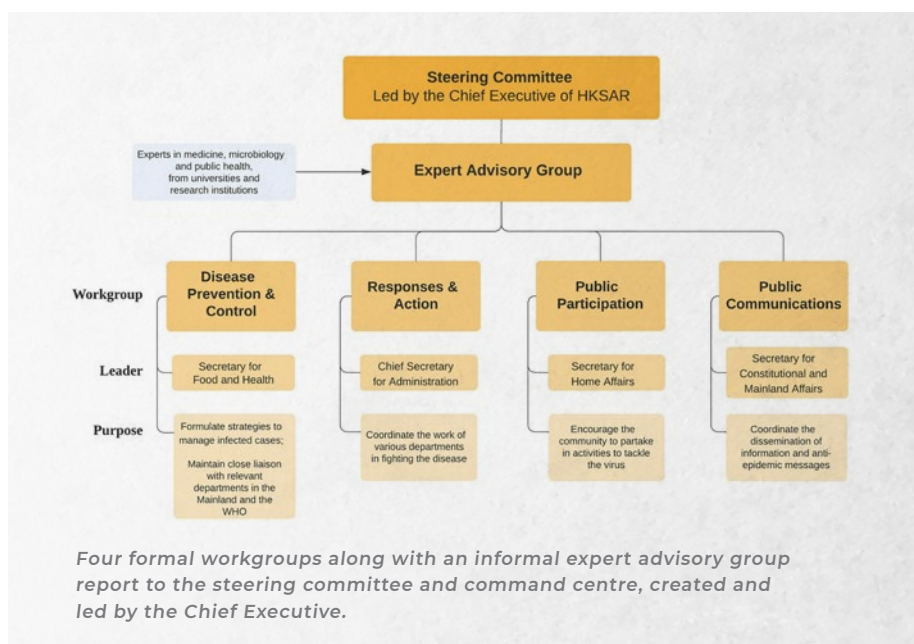 Steering Committee
Led by the Chief Executive of HKSAR
Experts in medicine, microbiology
and public health,
from universities and
research institutions
Expert Advisory Group
Workgroup
Disease
Prevention &
Control
Responses &
Action
Public
Participation
Public
Communications
Leader
Secretary for
Food and Health
Chief Secretary
for Administration
Secretary for
Home Affairs
Secretary for
Constitutional and
Mainland Affairs
Purpose
Formulate strategies to
manage infected cases;
Maintain close liaison
with relevant
departments in the
Mainland and the
WHO
Coordinate the work of
various departments
in fighting the disease
Encourage the
community to partake
in activities to tackle
the virus
Coordinate the
dissemination of
information and anti-
epidemic messages
Four formal workgroups along with an informal expert advisory group
report to the steering committee and command centre, created and
led by the Chief Executive.